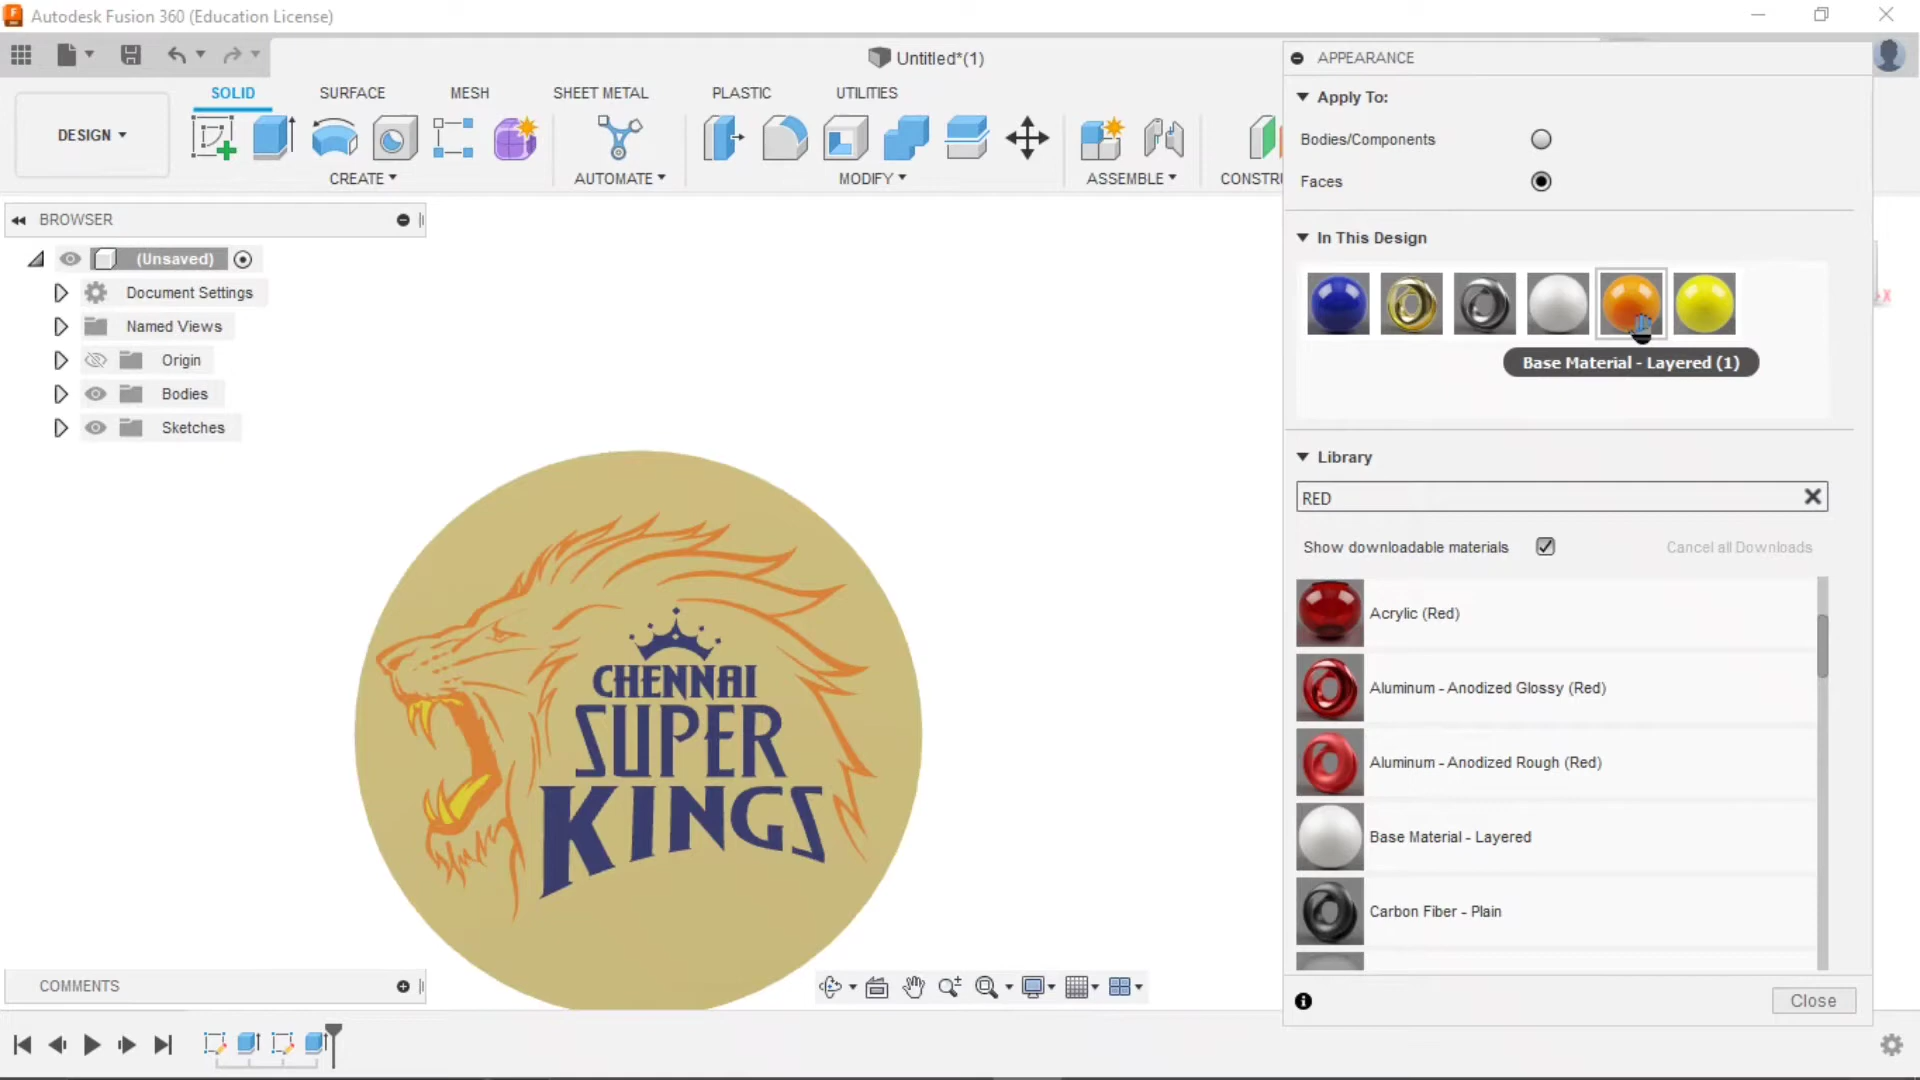 Autodesk Fusion 360 (Education License)
Untitled*(1)
APPEARANCE
SOLID
SURFACE
MESH
SHEET METAL
PLASTIC
UTILITIES
DESIGN
CREATE
AUTOMATE
MODIFY
ASSEMBLE
CONSTRU
Apply To:
Bodies/Components
Faces
BROWSER
(Unsaved)
Document Settings
Named Views
Origin
Bodies
Sketches
In This Design
Base Material - Layered (1)
Library
RED
Show downloadable materials
Cancel all Downloads
Acrylic (Red)
Aluminum - Anodized Glossy (Red)
Aluminum - Anodized Rough (Red)
Base Material - Layered
Carbon Fiber - Plain
CHENNAI
SUPER
KINGS
X
COMMENTS
Close